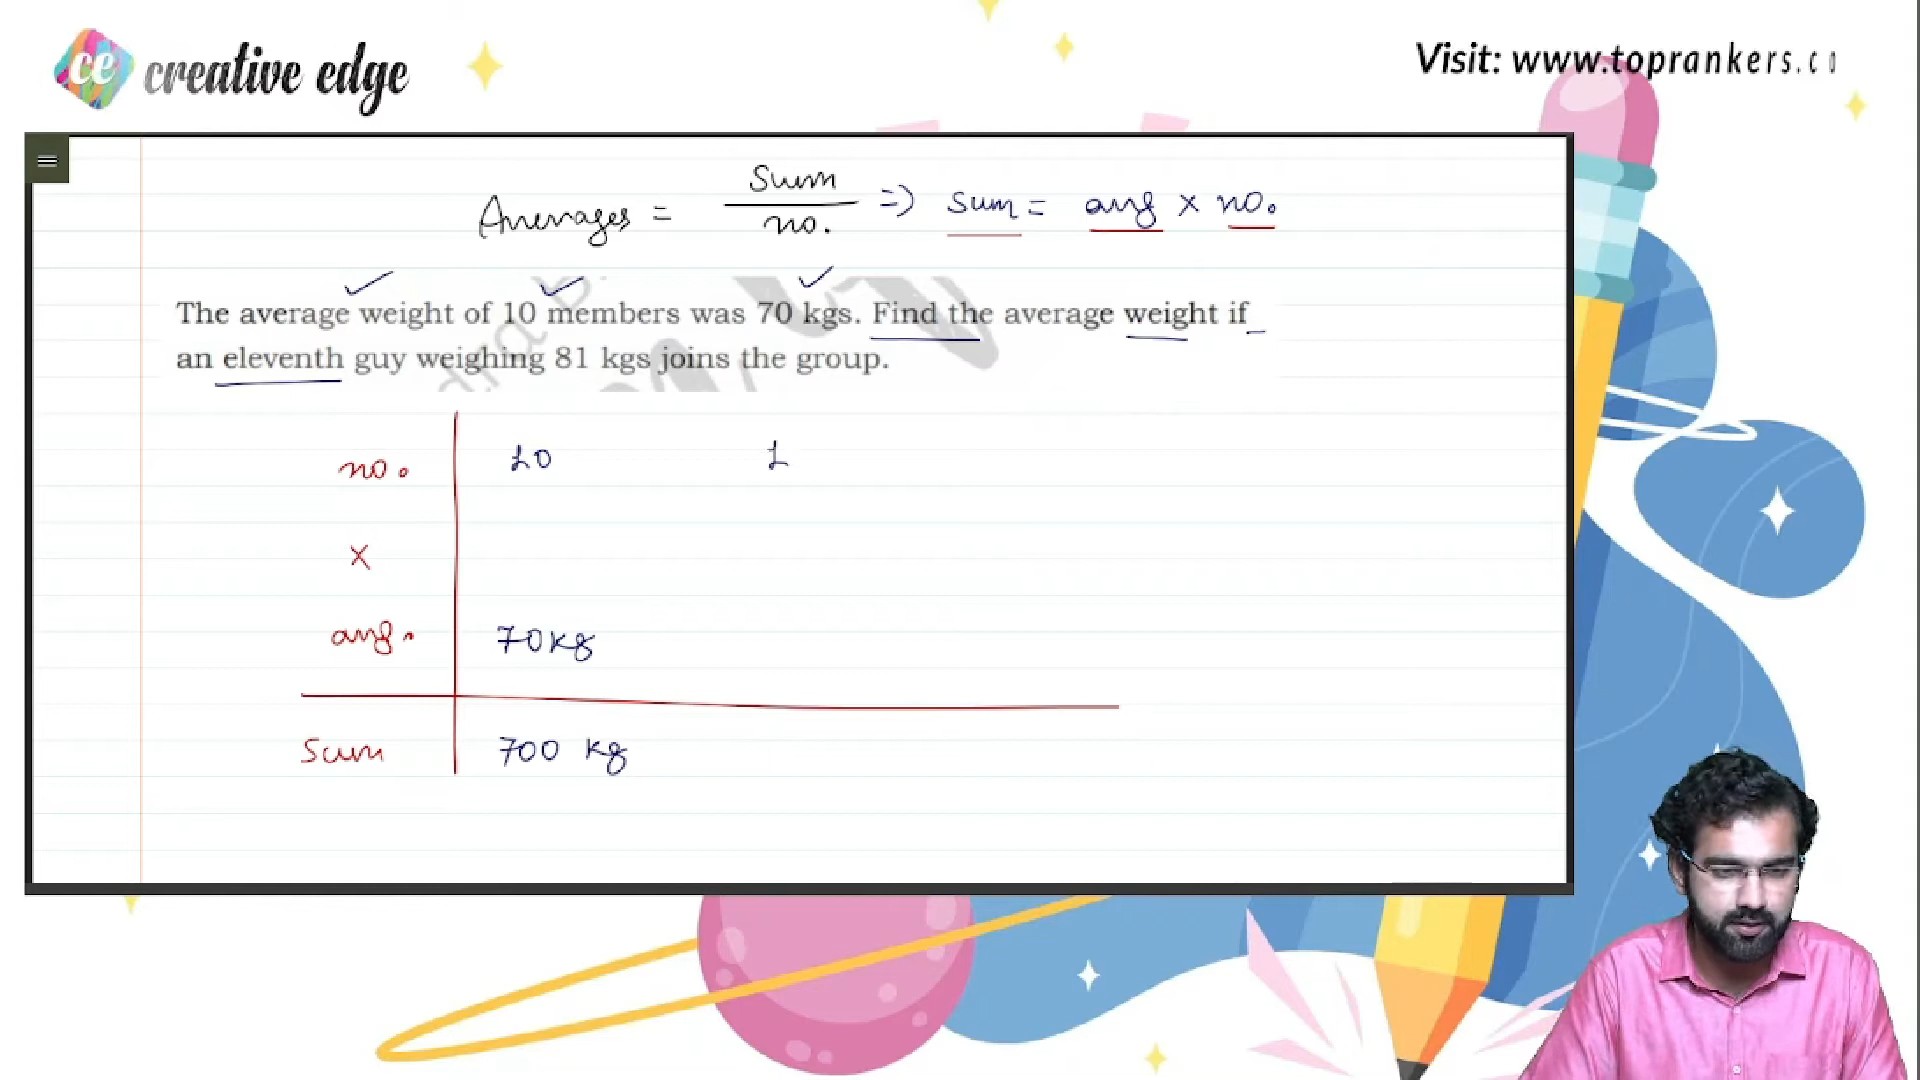 ce creative edge
Visit: www.toprankers.co
Averages = sum / no. => sum = avg × no.
The average weight of 10 members was 70 kgs. Find the average weight if
an eleventh guy weighing 81 kgs joins the group.
no. 10 1
×
avg. 70kg
sum 700 kg